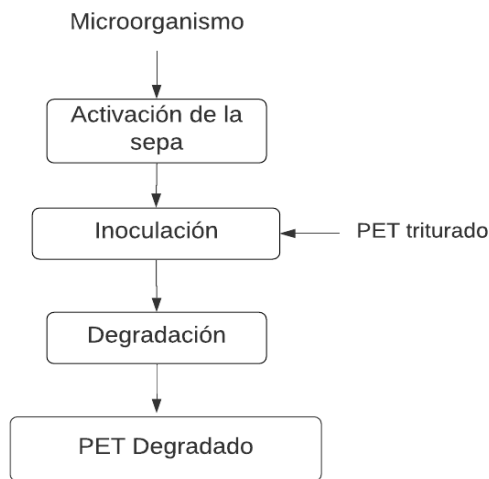 Microorganismo
Activación de la
sepa
Inoculación
PET triturado
Degradación
PET Degradado